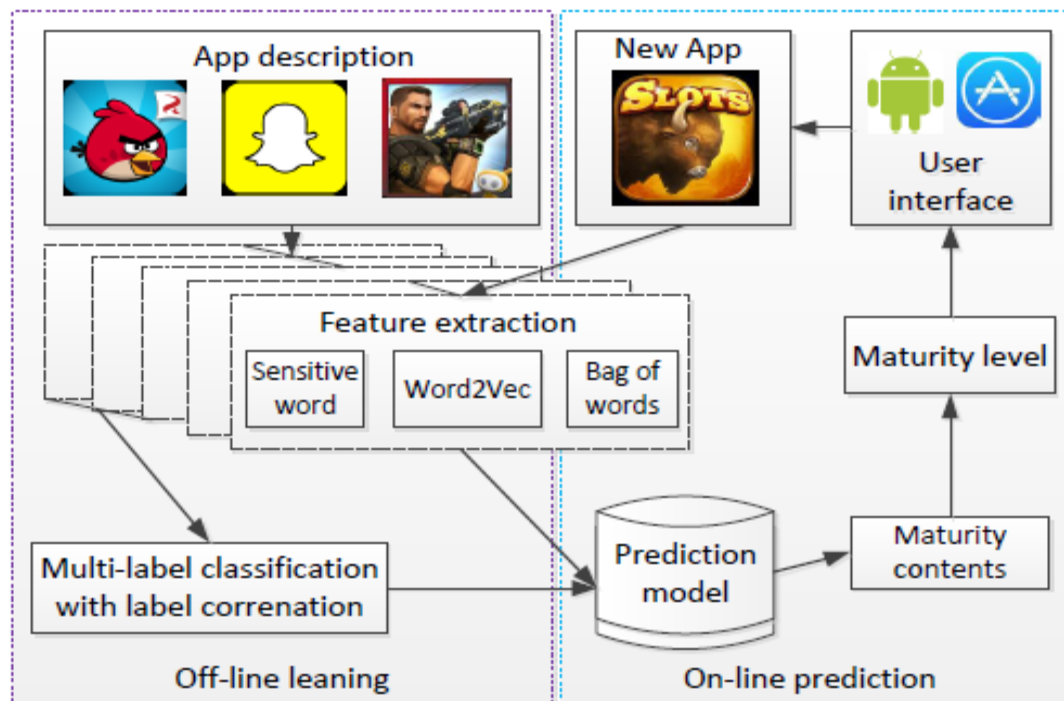 App description
New App
SLOTS
User
interface
Feature extraction
Sensitive
word
Word2Vec
Bag of
words
Maturity level
Multi-label classification
with label correnation
Prediction
model
Maturity
contents
Off-line leaning
On-line prediction